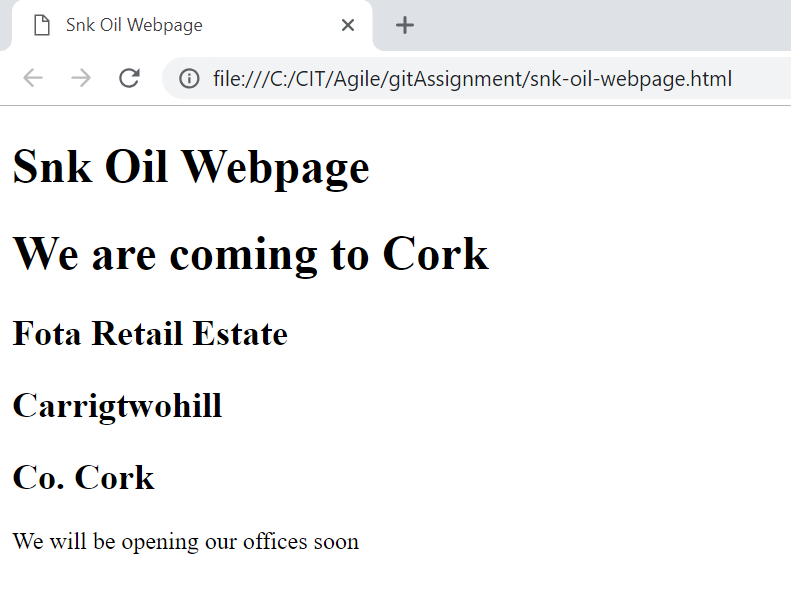 Snk Oil Webpage
file:///C:/CIT/Agile/gitAssignment/snk-oil-webpage.html
Snk Oil Webpage
We are coming to Cork
Fota Retail Estate
Carrigtwohill
Co. Cork
We will be opening our offices soon